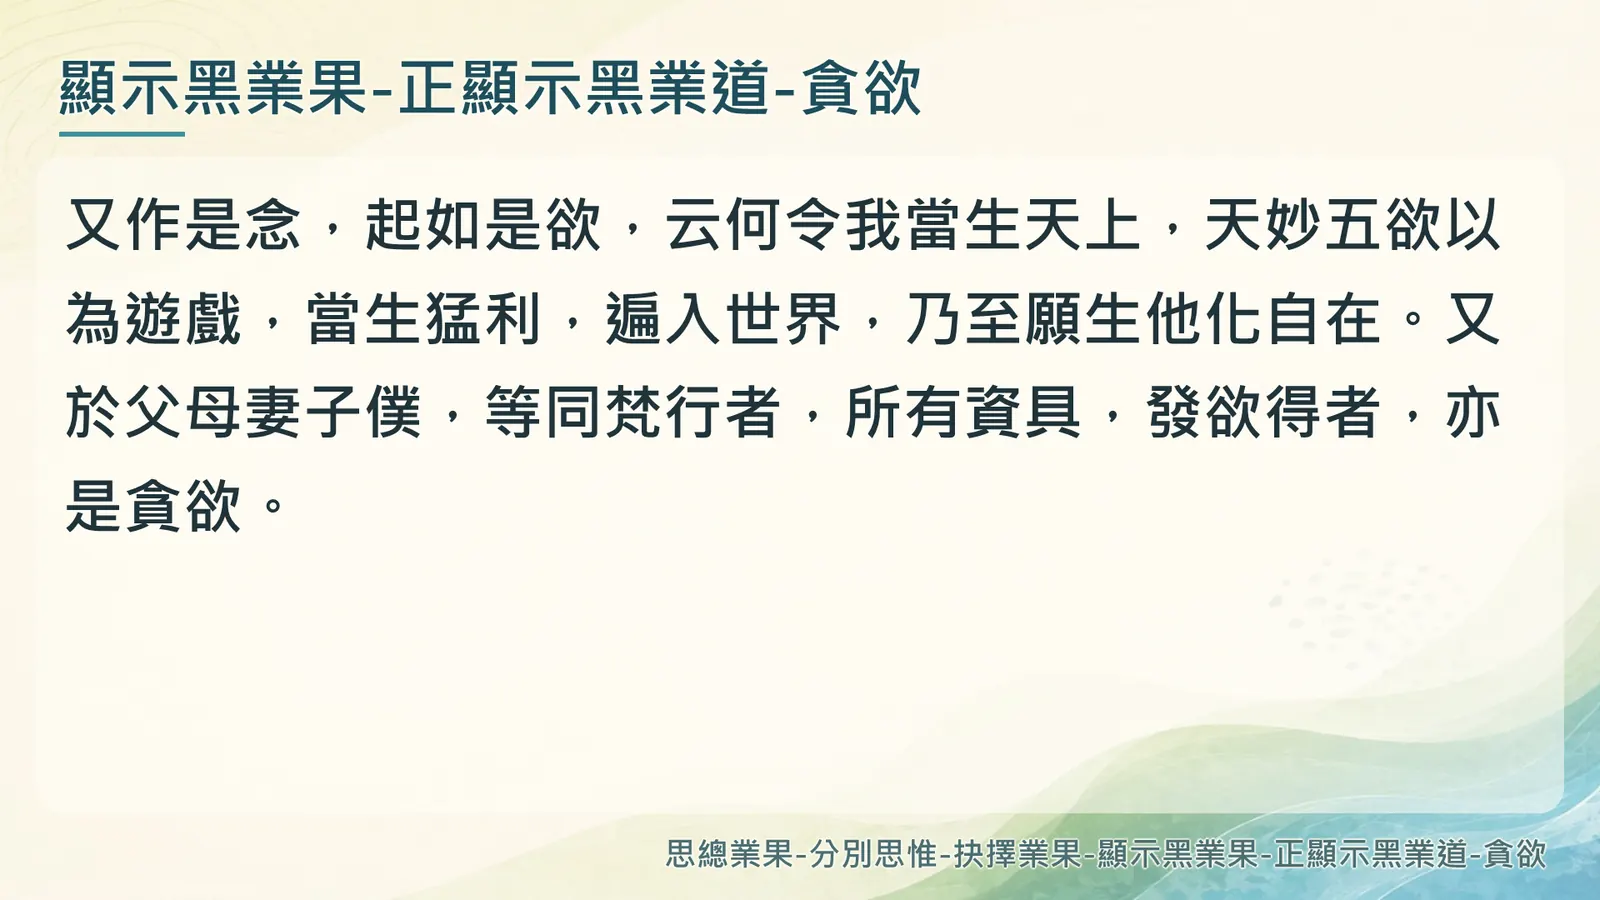 顯示黑業果-正顯示黑業道-貪欲
又作是念，起如是欲，云何令我當生天上，天妙五欲以
為遊戲，當生猛利，遍入世界，乃至願生他化自在。又
於父母妻子僕，等同梵行者，所有資具，發欲得者，亦
是貪欲。
思總業果-分別思惟-抉擇業果-顯示黑業果-正顯示黑業道-貪欲